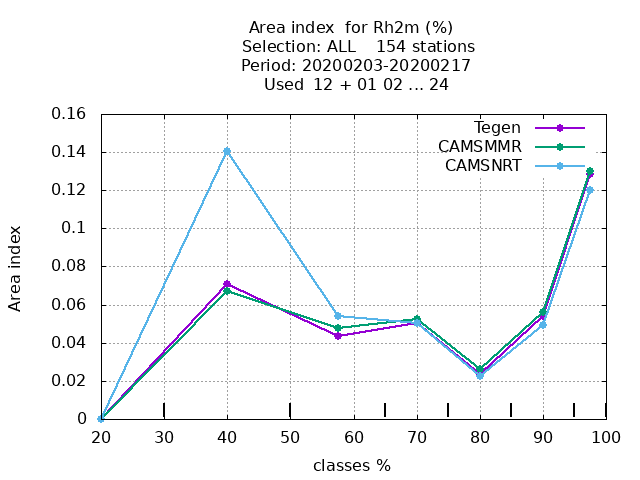 Area index  for Rh2m (%)
Selection: ALL    154 stations
Period: 20200203-20200217
Used  12 + 01 02 ... 24
Tegen
CAMSMMR
CAMSNRT
0.16
0.14
0.12
0.1
0.08
0.06
0.04
0.02
0
Area index
20 30 40 50 60 70 80 90 100
classes %